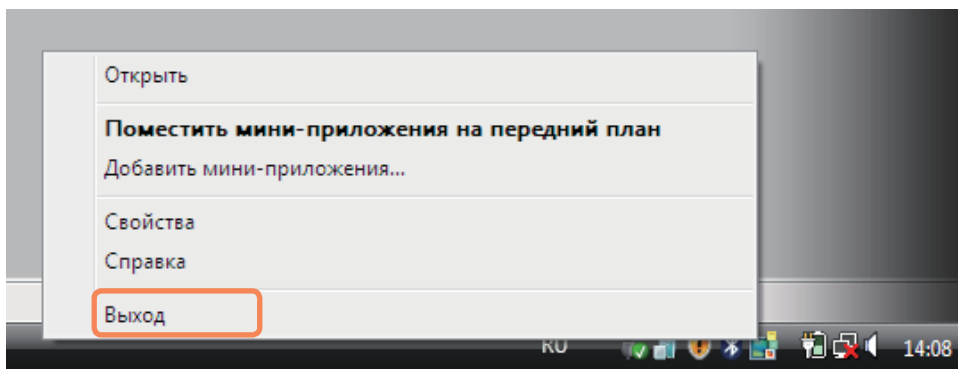 Открыть
Поместить мини-приложения на передний план
Добавить мини-приложения...
Свойства
Справка
Выход
RU 14:08